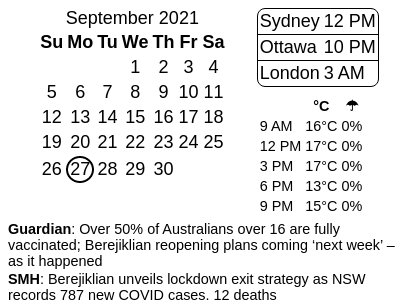 September 2021
Su Mo Tu We Th Fr Sa
1 2 3 4
5 6 7 8 9 10 11
12 13 14 15 16 17 18
19 20 21 22 23 24 25
26 27 28 29 30
Sydney 12 PM
Ottawa 10 PM
London 3 AM
°C ☂
9 AM 16°C 0%
12 PM 17°C 0%
3 PM 17°C 0%
6 PM 13°C 0%
9 PM 15°C 0%
Guardian: Over 50% of Australians over 16 are fully
vaccinated; Berejiklian reopening plans coming ‘next week’ –
as it happened
SMH: Berejiklian unveils lockdown exit strategy as NSW
records 787 new COVID cases, 12 deaths